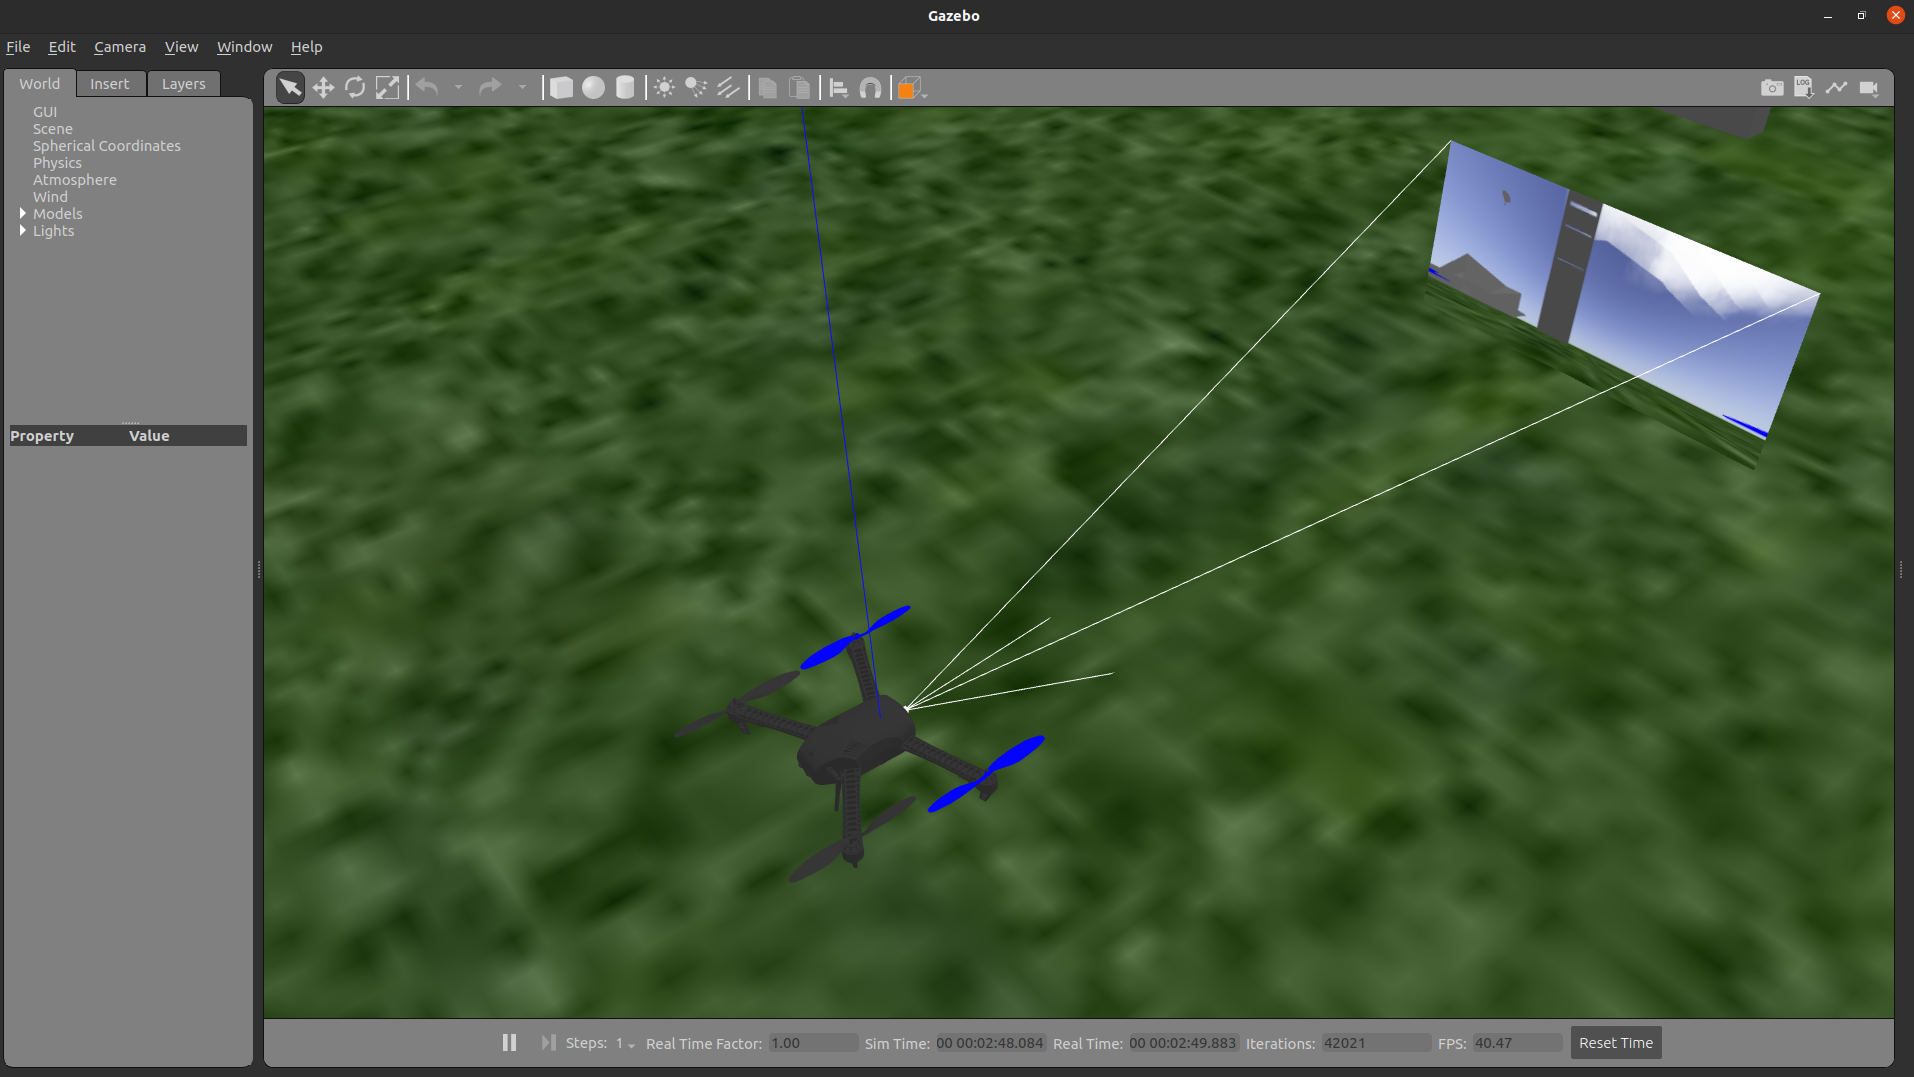 Gazebo
File Edit Camera View Window Help
World Insert Layers
LOG
GUI
Scene
Spherical Coordinates
Physics
Atmosphere
Wind
Models
Lights
Property Value
Steps: 1 Real Time Factor: 1.00 Sim Time: 00 00:02:48.084 Real Time: 00 00:02:49.883 Iterations: 42021 FPS: 40.47 Reset Time